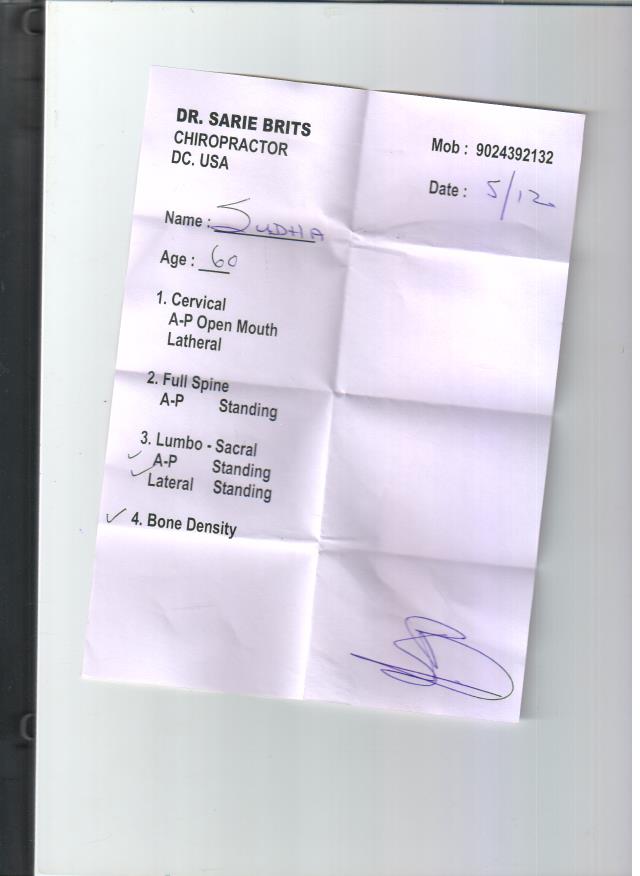 DR. SARIE BRITS
CHIROPRACTOR
DC. USA
Mob : 9024392132
Date : 5/12
Name : SUDHA
Age : 60
1. Cervical
A-P Open Mouth
Latheral
2. Full Spine
A-P Standing
3. Lumbo - Sacral
✓ A-P Standing
✓ Lateral Standing
✓ 4. Bone Density